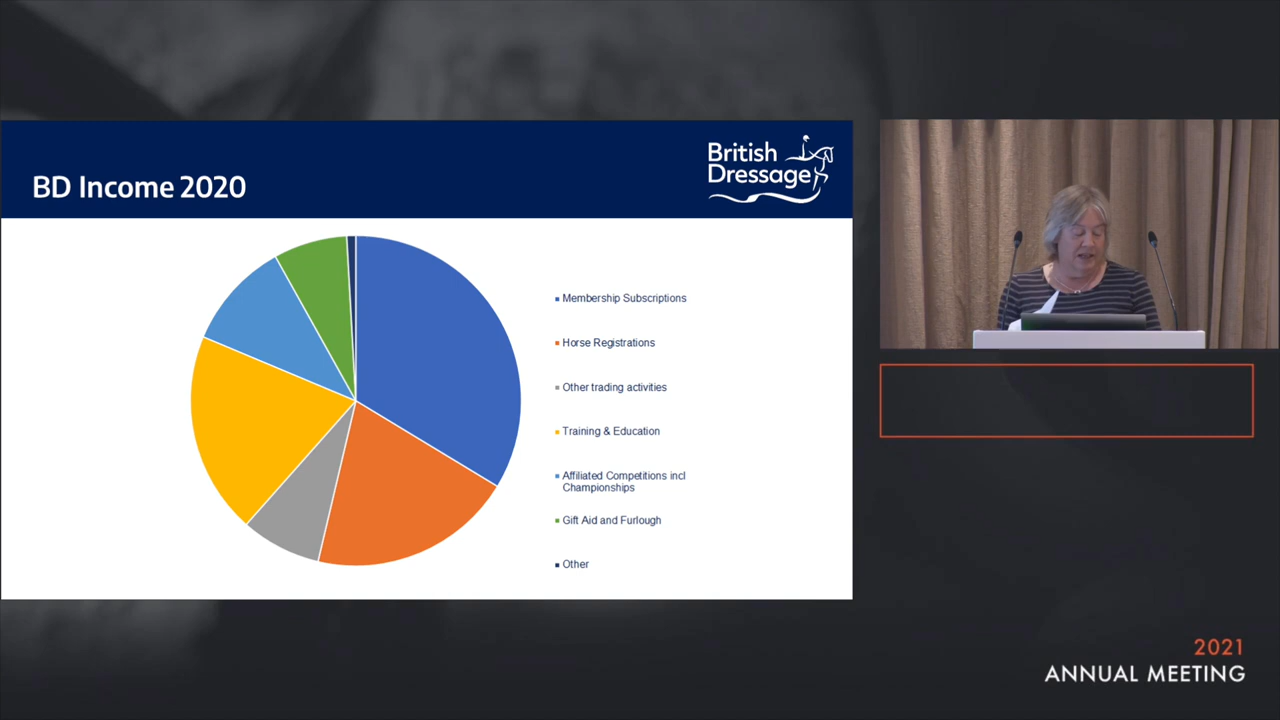 British
Dressage
BD Income 2020
Membership Subscriptions
Horse Registrations
Other trading activities
Training & Education
Affiliated Competitions incl
Championships
Gift Aid and Furlough
Other
2021
ANNUAL MEETING